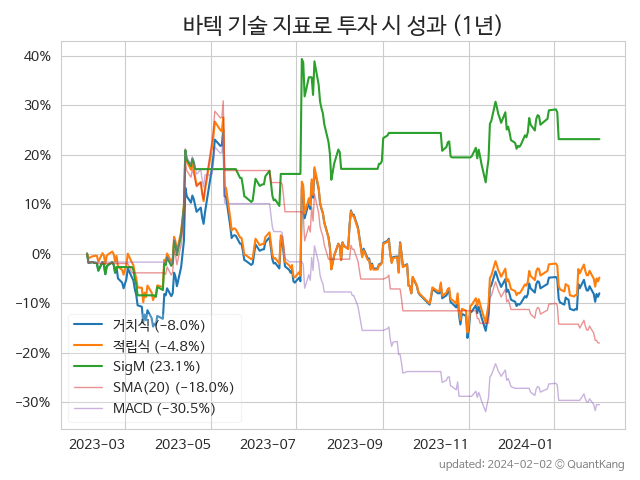 바텍 기술 지표로 투자 시 성과 (1년)
40%
30%
20%
10%
0%
−10%
−20%
−30%
거치식 (−8.0%)
적립식 (−4.8%)
SigM (23.1%)
SMA(20) (−18.0%)
MACD (−30.5%)
2023−03 2023−05 2023−07 2023−09 2023−11 2024−01
updated: 2024−02−02 © QuantKang